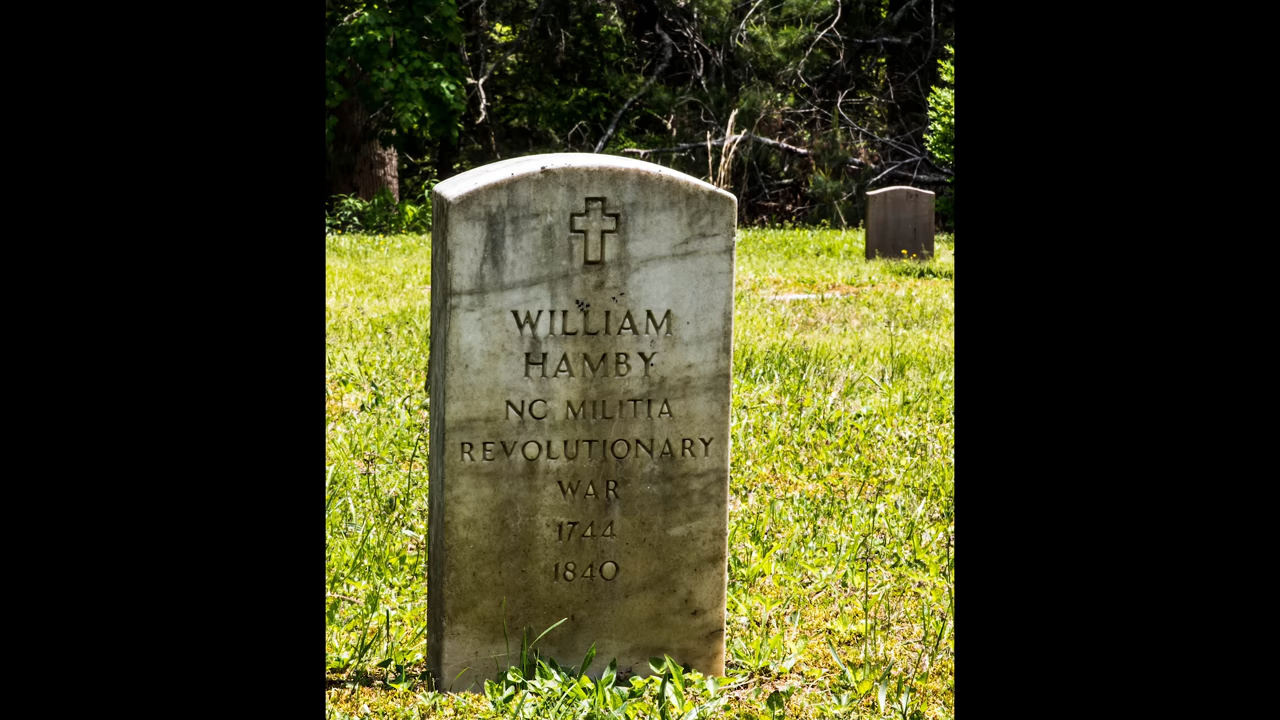 WILLIAM
HAMBY
NC MILITIA
REVOLUTIONARY
WAR
1744
1840